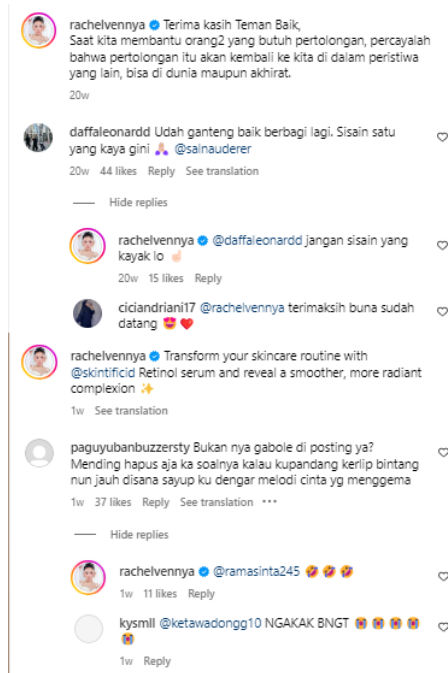 rachelvennya Terima kasih Teman Baik,
Saat kita membantu orang2 yang butuh pertolongan, percayalah
bahwa pertolongan itu akan kembali ke kita di dalam peristiwa
yang lain, bisa di dunia maupun akhirat.
20w
daffaleonardd Udah ganteng baik berbagi lagi. Sisain satu
yang kaya gini 🙏🏻 @salnauderer
20w 44 likes Reply See translation
Hide replies
rachelvennya @daffaleonardd jangan sisain yang
kayak lo ☝🏻
20w 15 likes Reply
ciciandriani17 @rachelvennya terimaksih buna sudah
datang 😍❤️
rachelvennya Transform your skincare routine with
@skintificid Retinol serum and reveal a smoother, more radiant
complexion ✨
1w See translation
paguyubanbuzzersty Bukan nya gabole di posting ya?
Mending hapus aja ka soalnya kalau kupandang kerlip bintang
nun jauh disana sayup ku dengar melodi cinta yg menggema
1w 37 likes Reply See translation •••
Hide replies
rachelvennya @ramasinta245 🤣🤣🤣
1w 11 likes Reply
kysmll @ketawadongg10 NGAKAK BNGT 😭😭😭😭
😭
1w Reply